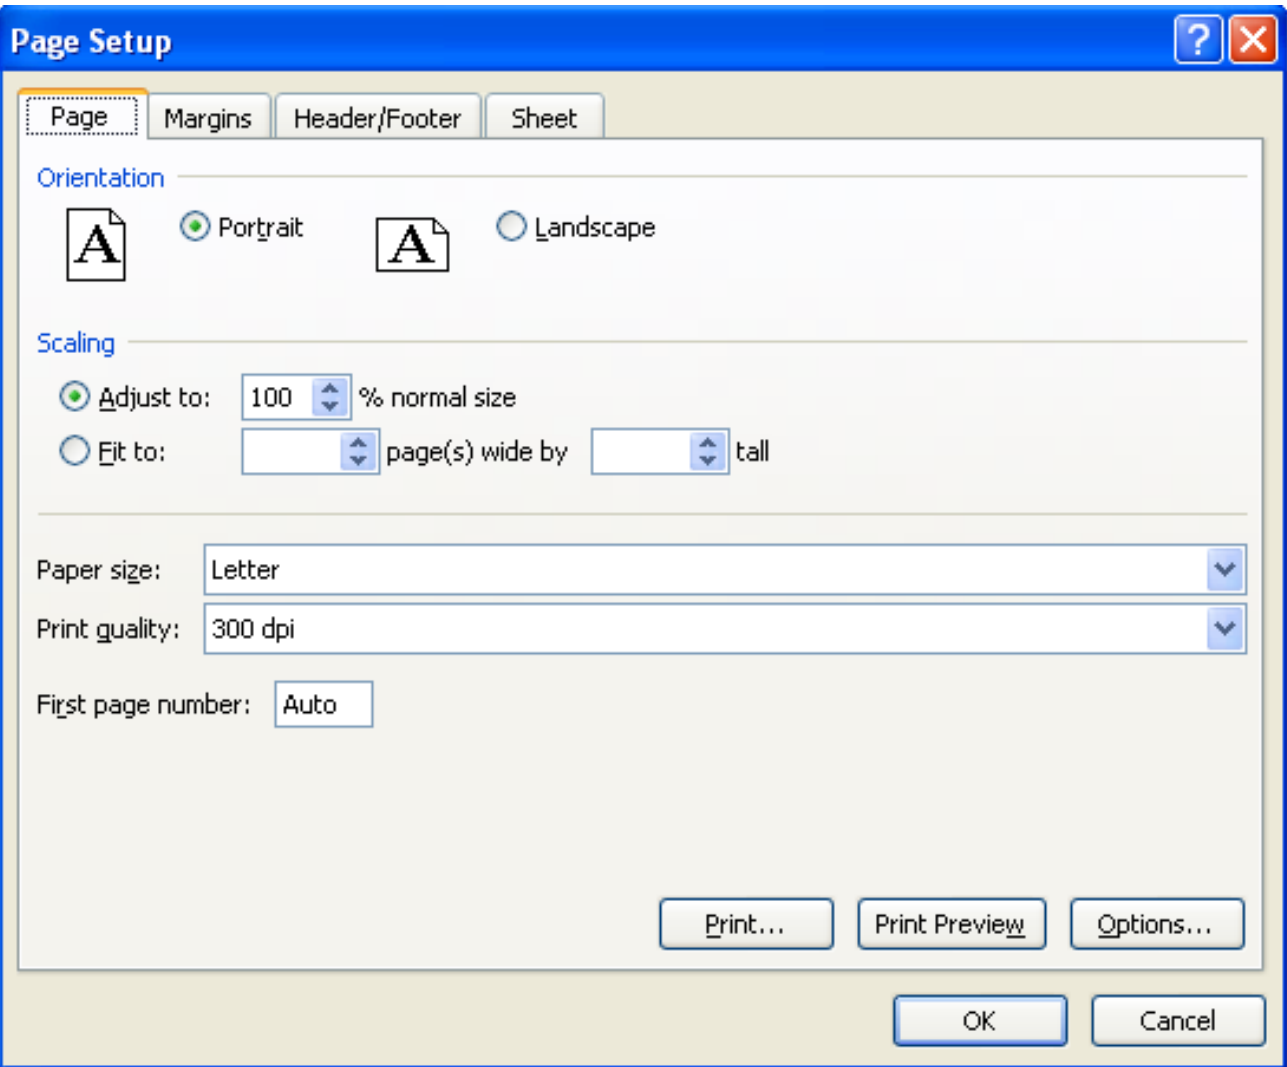 Page Setup
Page Margins Header/Footer Sheet
Orientation
A Portrait A Landscape
Scaling
Adjust to: 100 % normal size
Fit to: page(s) wide by tall
Paper size: Letter
Print quality: 300 dpi
First page number: Auto
Print... Print Preview Options...
OK Cancel